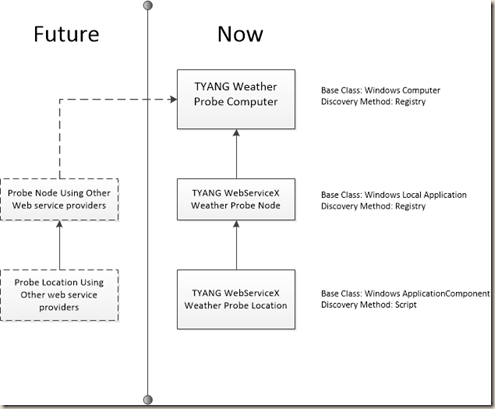 Future
Now
TYANG Weather
Probe Computer
Base Class: Windows Computer
Discovery Method: Registry
Probe Node Using Other
Web service providers
TYANG WebServiceX
Weather Probe Node
Base Class: Windows Local Application
Discovery Method: Registry
Probe Location Using
Other web service
providers
TYANG WebServiceX
Weather Probe Location
Base Class: Windows ApplicationComponent
Discovery Method: Script